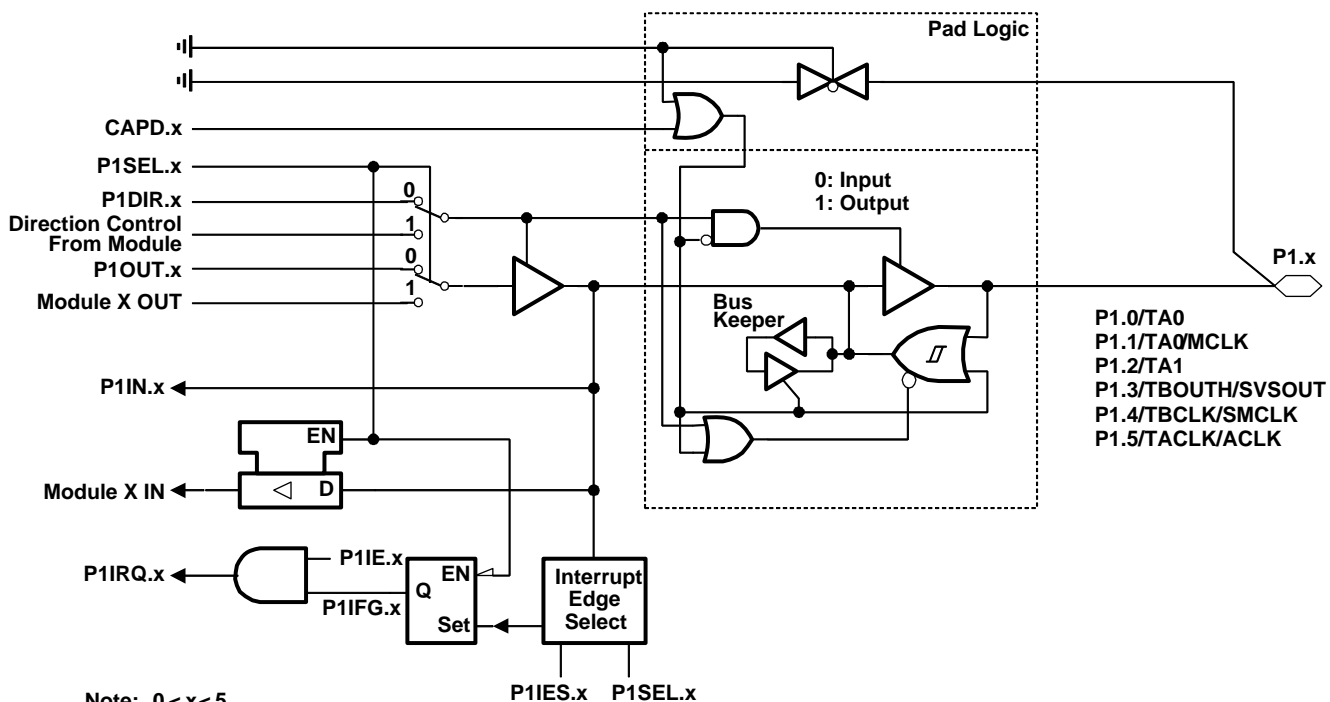 Pad Logic
CAPD.x
P1SEL.x
P1DIR.x
0
Direction Control
From Module
1
P1OUT.x
0
Module X OUT
1
0: Input
1: Output
Bus
Keeper
P1.x
P1.0/TA0
P1.1/TA0/MCLK
P1.2/TA1
P1.3/TBOUTH/SVSOUT
P1.4/TBCLK/SMCLK
P1.5/TACLK/ACLK
P1IN.x
EN
Module X IN
D
P1IRQ.x
P1IE.x
P1IFG.x
EN
Q
Set
Interrupt
Edge
Select
P1IES.x
P1SEL.x
Note: 0 < x < 5